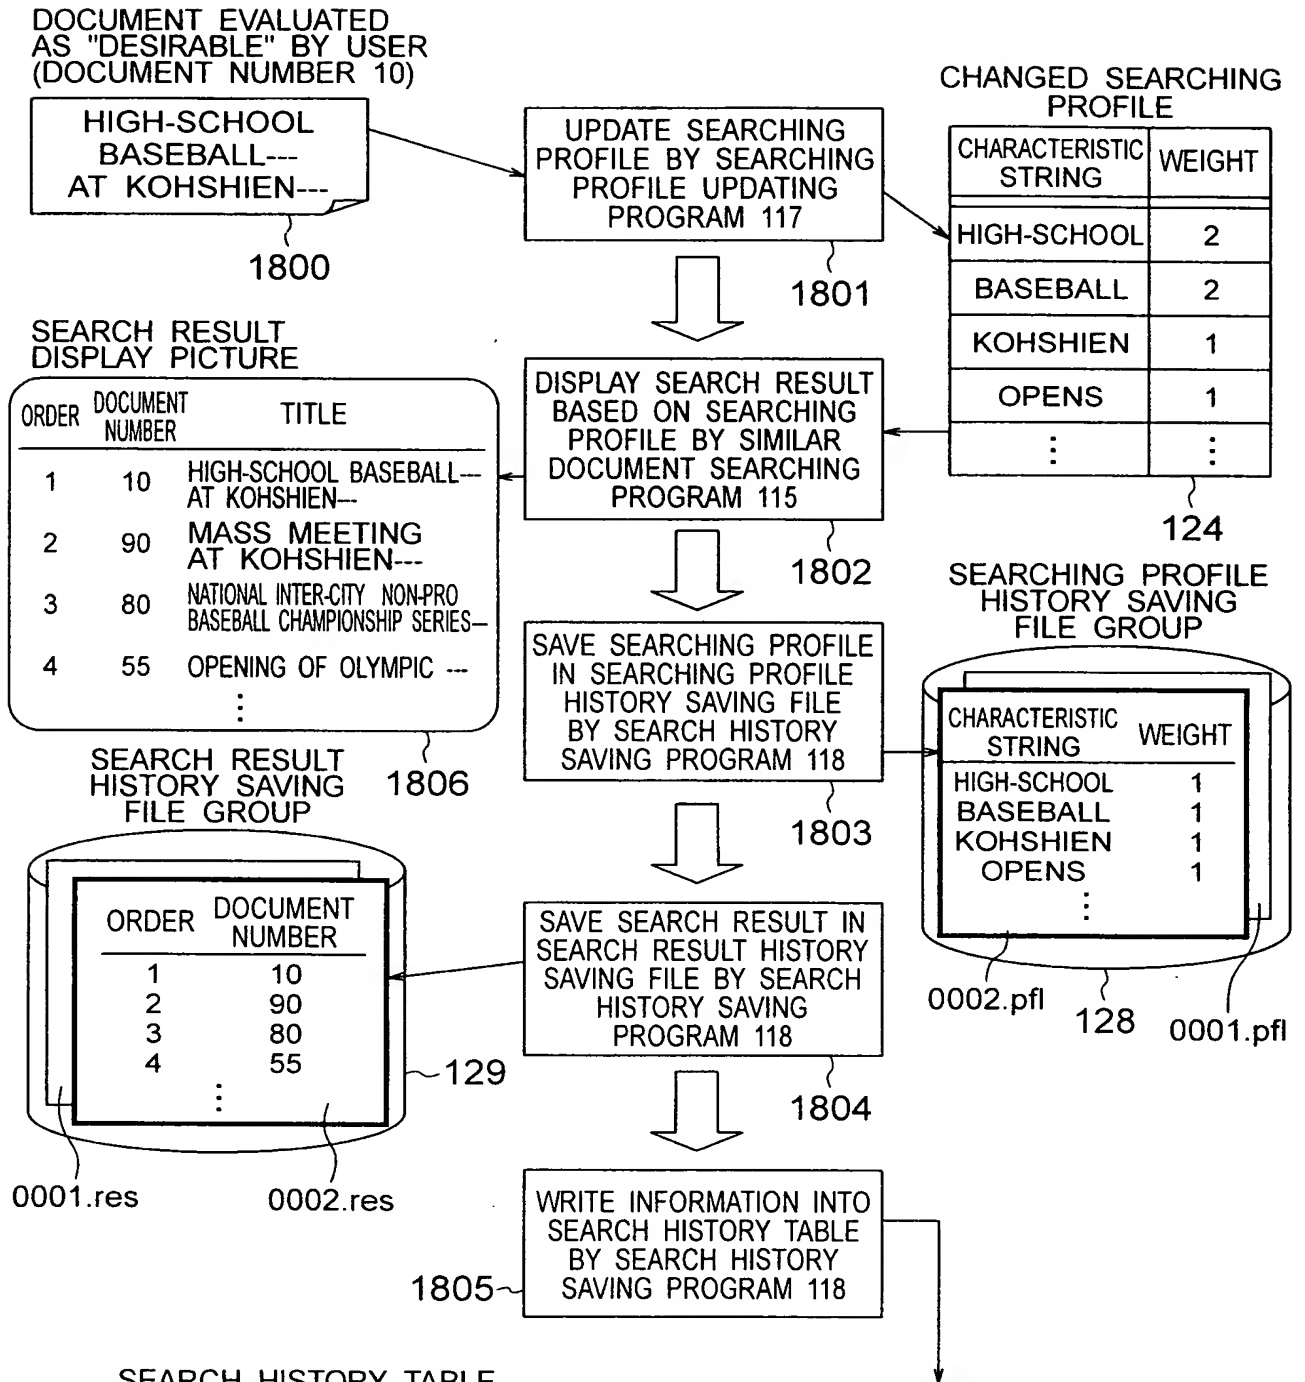 DOCUMENT EVALUATED
AS "DESIRABLE" BY USER
(DOCUMENT NUMBER 10)
HIGH-SCHOOL
BASEBALL---
AT KOHSHIEN---
1800
UPDATE SEARCHING
PROFILE BY SEARCHING
PROFILE UPDATING
PROGRAM 117
1801
CHANGED SEARCHING
PROFILE
CHARACTERISTIC STRING WEIGHT
HIGH-SCHOOL 2
BASEBALL 2
KOHSHIEN 1
OPENS 1
⋮ ⋮
124
SEARCH RESULT
DISPLAY PICTURE
ORDER DOCUMENT NUMBER TITLE
1 10 HIGH-SCHOOL BASEBALL---
AT KOHSHIEN---
2 90 MASS MEETING
AT KOHSHIEN---
3 80 NATIONAL INTER-CITY NON-PRO
BASEBALL CHAMPIONSHIP SERIES---
4 55 OPENING OF OLYMPIC ---
⋮
1806
DISPLAY SEARCH RESULT
BASED ON SEARCHING
PROFILE BY SIMILAR
DOCUMENT SEARCHING
PROGRAM 115
1802
SAVE SEARCHING PROFILE
IN SEARCHING PROFILE
HISTORY SAVING FILE
BY SEARCH HISTORY
SAVING PROGRAM 118
1803
SEARCHING PROFILE
HISTORY SAVING
FILE GROUP
CHARACTERISTIC
STRING WEIGHT
HIGH-SCHOOL 1
BASEBALL 1
KOHSHIEN 1
OPENS 1
⋮
0002.pfl
128
0001.pfl
SEARCH RESULT
HISTORY SAVING
FILE GROUP
ORDER DOCUMENT NUMBER
1 10
2 90
3 80
4 55
⋮
129
0001.res
0002.res
SAVE SEARCH RESULT IN
SEARCH RESULT HISTORY
SAVING FILE BY SEARCH
HISTORY SAVING
PROGRAM 118
1804
WRITE INFORMATION INTO
SEARCH HISTORY TABLE
BY SEARCH HISTORY
SAVING PROGRAM 118
1805
SEARCH HISTORY TABLE